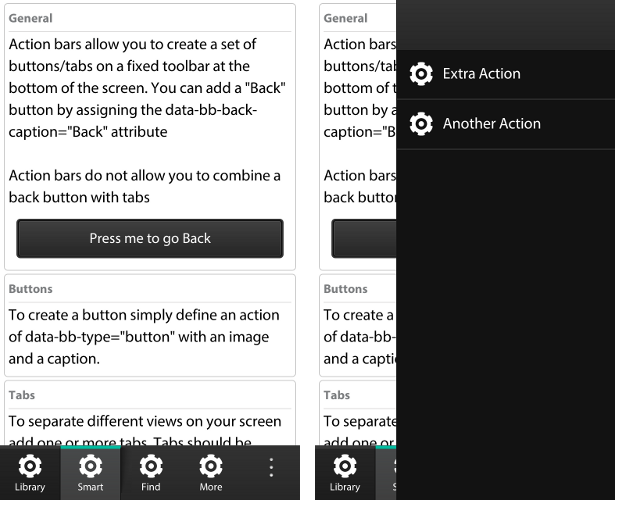 General
Action bars allow you to create a set of
buttons/tabs on a fixed toolbar at the
bottom of the screen. You can add a "Back"
button by assigning the data-bb-back-
caption="Back" attribute
Action bars do not allow you to combine a
back button with tabs
Press me to go Back
Buttons
To create a button simply define an action
of data-bb-type="button" with an image
and a caption.
Tabs
To separate different views on your screen
add one or more tabs. Tabs should be
Library
Smart
Find
More
General
Action bars
buttons/ta
bottom of t
button by a
caption="B
Action bars
back butto
Buttons
To create a
of data-bb-
and a capti
Tabs
To separate
add one or
Library
S
Extra Action
Another Action